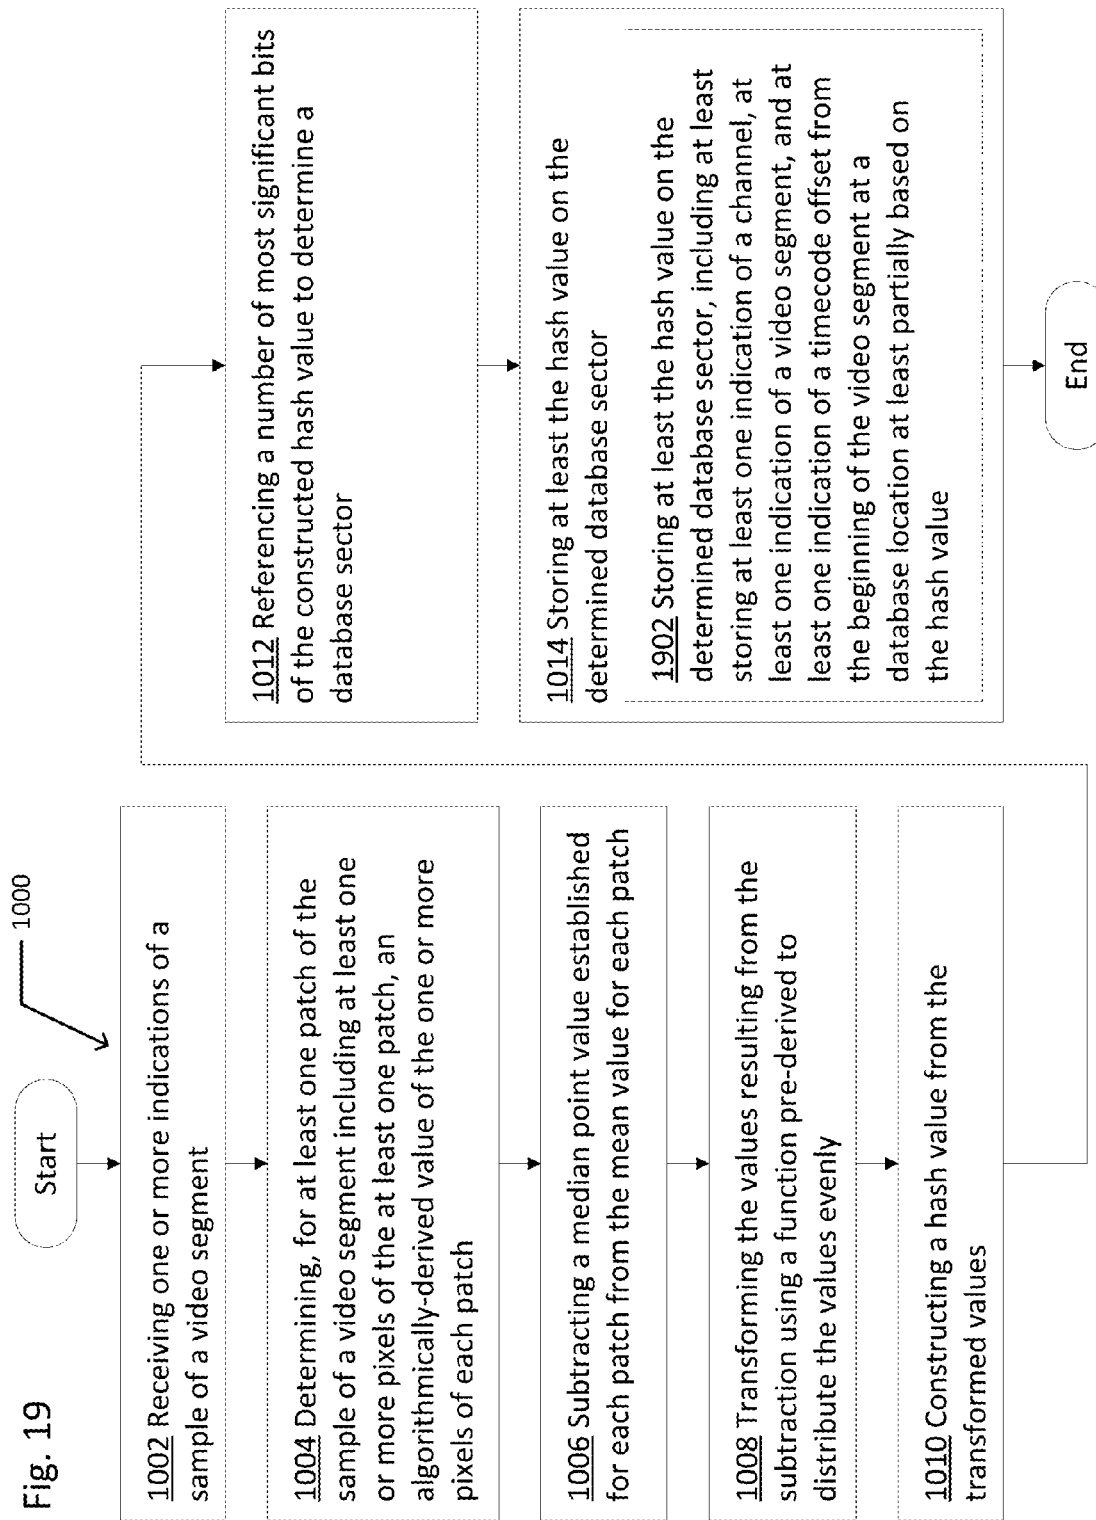 Fig. 19
1000
Start
1002 Receiving one or more indications of a
sample of a video segment
1004 Determining, for at least one patch of the
sample of a video segment including at least one
or more pixels of the at least one patch, an
algorithmically-derived value of the one or more
pixels of each patch
1006 Subtracting a median point value established
for each patch from the mean value for each patch
1008 Transforming the values resulting from the
subtraction using a function pre-derived to
distribute the values evenly
1010 Constructing a hash value from the
transformed values
1012 Referencing a number of most significant bits
of the constructed hash value to determine a
database sector
1014 Storing at least the hash value on the
determined database sector
1902 Storing at least the hash value on the
determined database sector, including at least
storing at least one indication of a channel, at
least one indication of a video segment, and at
least one indication of a timecode offset from
the beginning of the video segment at a
database location at least partially based on
the hash value
End